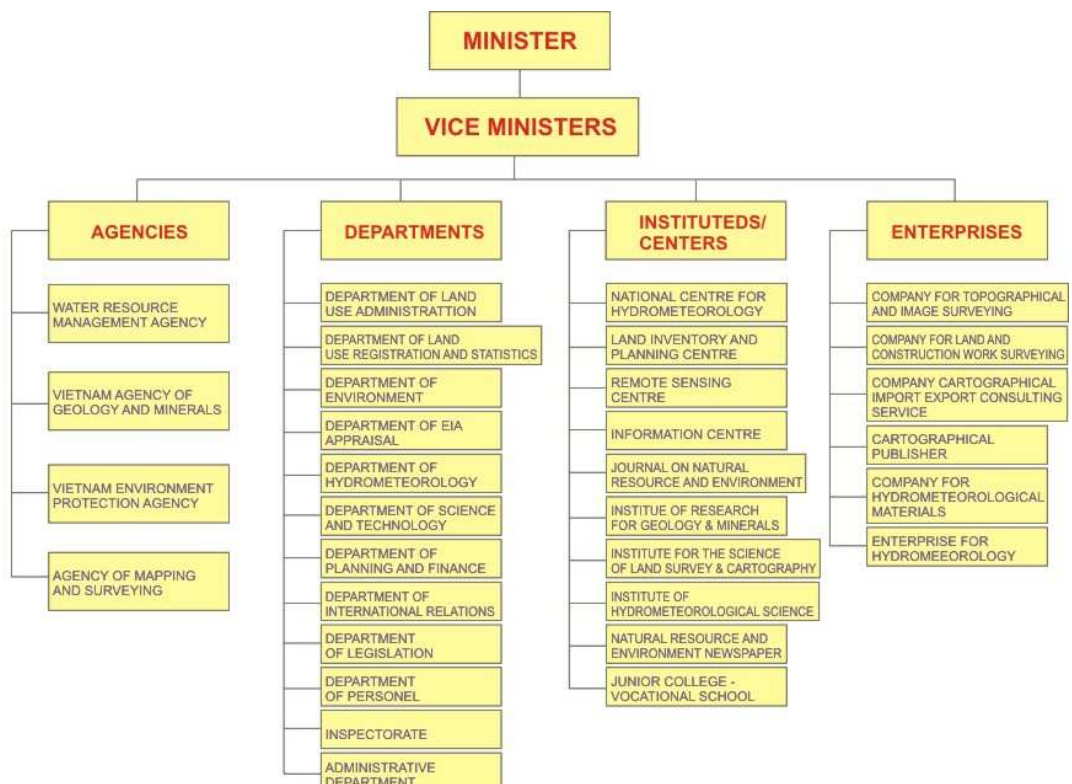 MINISTER
VICE MINISTERS
AGENCIES
WATER RESOURCE
MANAGEMENT AGENCY
VIETNAM AGENCY OF
GEOLOGY AND MINERALS
VIETNAM ENVIRONMENT
PROTECTION AGENCY
AGENCY OF MAPPING
AND SURVEYING
DEPARTMENTS
DEPARTMENT OF LAND
USE ADMINISTRATTION
DEPARTMENT OF LAND
USE REGISTRATION AND STATISTICS
DEPARTMENT OF
ENVIRONMENT
DEPARTMENT OF EIA
APPRAISAL
DEPARTMENT OF
HYDROMETEOROLOGY
DEPARTMENT OF SCIENCE
AND TECHNOLOGY
DEPARTMENT OF
PLANNING AND FINANCE
DEPARTMENT OF
INTERNATIONAL RELATIONS
DEPARTMENT
OF LEGISLATION
DEPARTMENT
OF PERSONEL
INSPECTORATE
ADMINISTRATIVE
DEPARTMENT
INSTITUTEDS/
CENTERS
NATIONAL CENTRE FOR
HYDROMETEOROLOGY
LAND INVENTORY AND
PLANNING CENTRE
REMOTE SENSING
CENTRE
INFORMATION CENTRE
JOURNAL ON NATURAL
RESOURCE AND ENVIRONMENT
INSTITUE OF RESEARCH
FOR GEOLOGY & MINERALS
INSTITUTE FOR THE SCIENCE
OF LAND SURVEY & CARTOGRAPHY
INSTITUTE OF
HYDROMETEOROLOGICAL SCIENCE
NATURAL RESOURCE AND
ENVIRONMENT NEWSPAPER
JUNIOR COLLEGE -
VOCATIONAL SCHOOL
ENTERPRISES
COMPANY FOR TOPOGRAPHICAL
AND IMAGE SURVEYING
COMPANY FOR LAND AND
CONSTRUCTION WORK SURVEYING
COMPANY CARTOGRAPHICAL
IMPORT EXPORT CONSULTING
SERVICE
CARTOGRAPHICAL
PUBLISHER
COMPANY FOR
HYDROMETEOROLOGICAL
MATERIALS
ENTERPRISE FOR
HYDROMEEOROLOGY